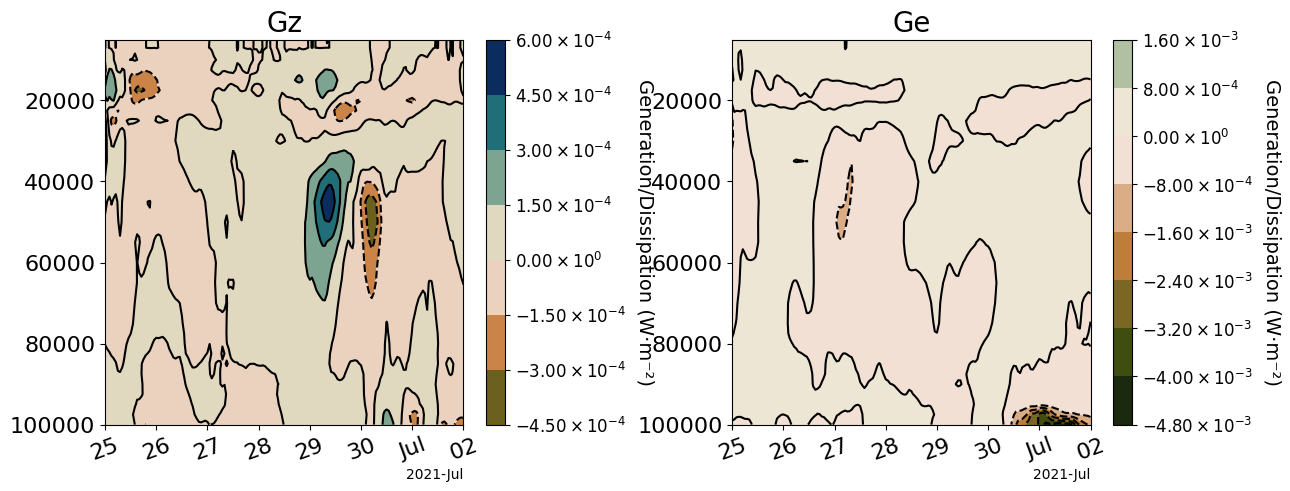 Gz
20000
40000
60000
80000
100000
25
26
27
28
29
30
Jul
02
2021-Jul
6.00 × 10⁻⁴
4.50 × 10⁻⁴
3.00 × 10⁻⁴
1.50 × 10⁻⁴
0.00 × 10⁰
−1.50 × 10⁻⁴
−3.00 × 10⁻⁴
−4.50 × 10⁻⁴
Generation/Dissipation (W·m⁻²)
Ge
20000
40000
60000
80000
100000
25
26
27
28
29
30
Jul
02
2021-Jul
1.60 × 10⁻³
8.00 × 10⁻⁴
0.00 × 10⁰
−8.00 × 10⁻⁴
−1.60 × 10⁻³
−2.40 × 10⁻³
−3.20 × 10⁻³
−4.00 × 10⁻³
−4.80 × 10⁻³
Generation/Dissipation (W·m⁻²)